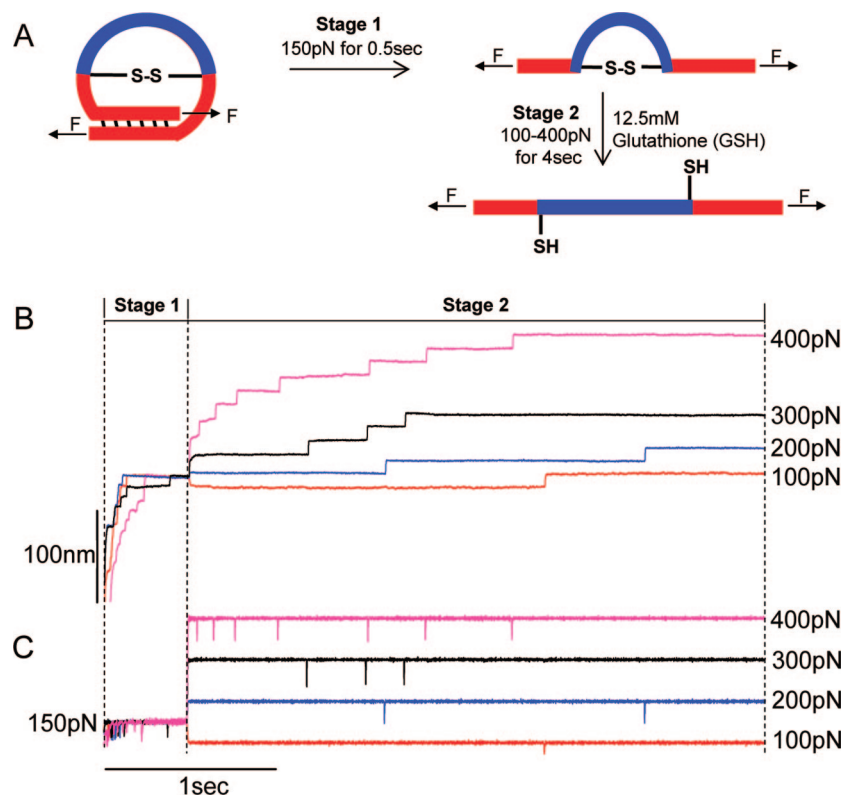 A
S-S
F
F
Stage 1
150pN for 0.5sec
F
S-S
F
Stage 2
100-400pN
for 4sec
12.5mM
Glutathione (GSH)
SH
F
F
SH
B
Stage 1
Stage 2
400pN
300pN
200pN
100pN
100nm
C
400pN
300pN
200pN
100pN
150pN
1sec